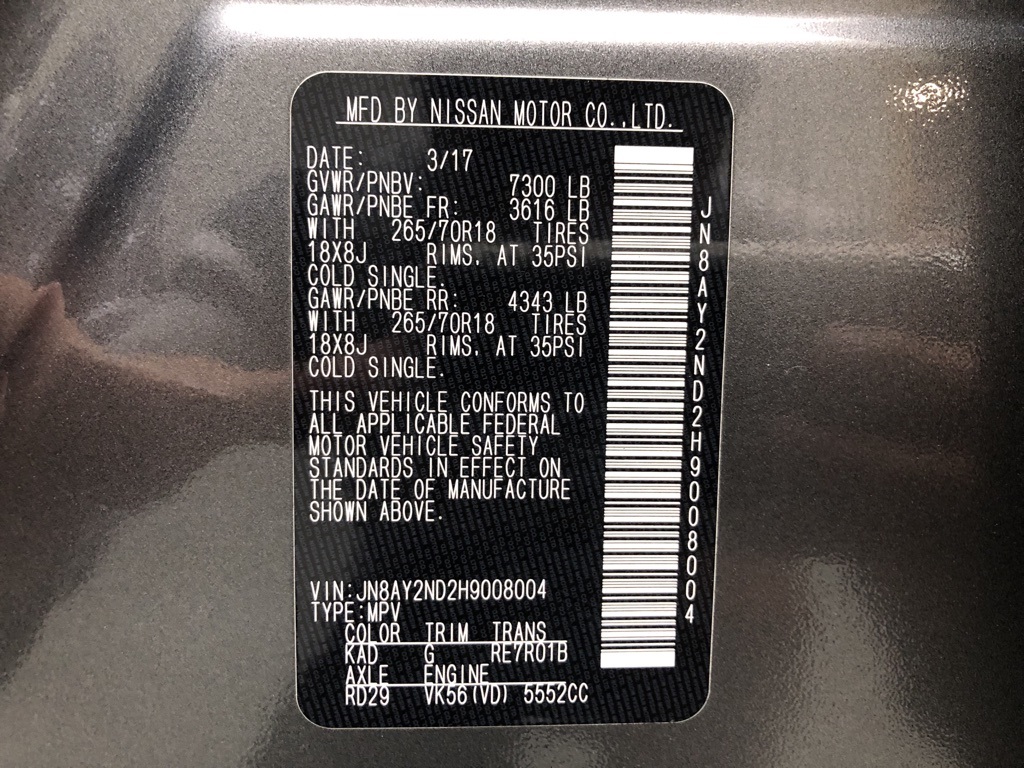 MFD BY NISSAN MOTOR CO.,LTD.
DATE: 3/17
GVWR/PNBV: 7300 LB
GAWR/PNBE FR: 3616 LB
WITH 265/70R18 TIRES
18X8J RIMS, AT 35PSI
COLD SINGLE.
GAWR/PNBE RR: 4343 LB
WITH 265/70R18 TIRES
18X8J RIMS, AT 35PSI
COLD SINGLE.
THIS VEHICLE CONFORMS TO
ALL APPLICABLE FEDERAL
MOTOR VEHICLE SAFETY
STANDARDS IN EFFECT ON
THE DATE OF MANUFACTURE
SHOWN ABOVE.
VIN:JN8AY2ND2H9008004
TYPE:MPV
COLOR TRIM TRANS
KAD G RE7R01B
AXLE ENGINE
RD29 VK56(VD) 5552CC
JN8AY2ND2H9008004